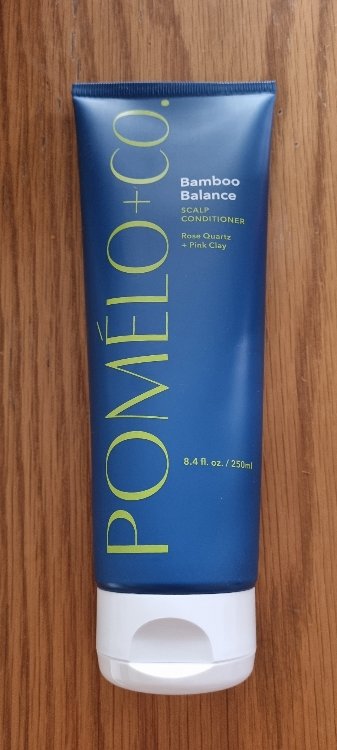 POMÉLO+CO.
Bamboo
Balance
SCALP
CONDITIONER
Rose Quartz
+ Pink Clay
8.4 fl. oz. / 250ml